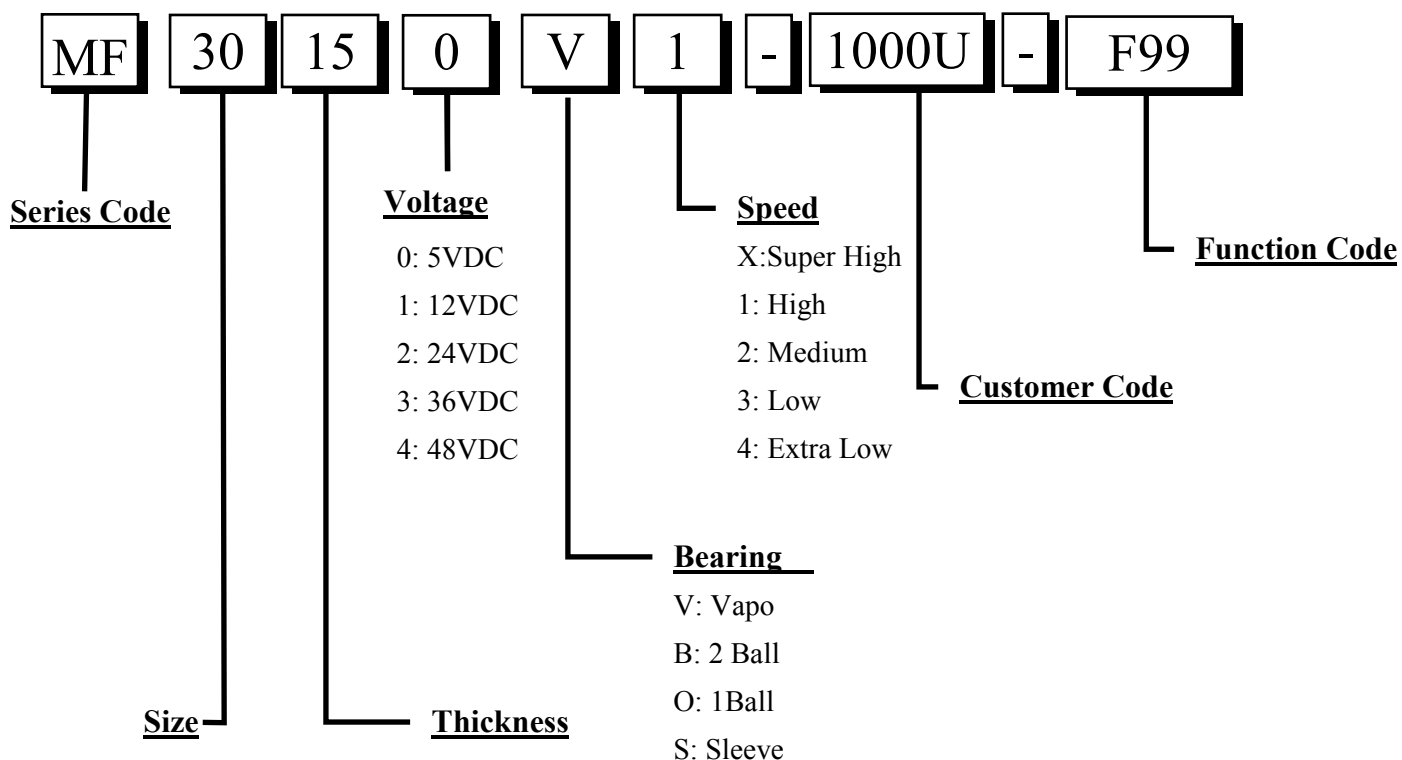 MF 30 15 0 V 1 - 1000U - F99
Series Code
Voltage
0: 5VDC
1: 12VDC
2: 24VDC
3: 36VDC
4: 48VDC
Speed
X:Super High
1: High
2: Medium
3: Low
4: Extra Low
Function Code
Customer Code
Bearing
V: Vapo
B: 2 Ball
O: 1Ball
S: Sleeve
Size
Thickness